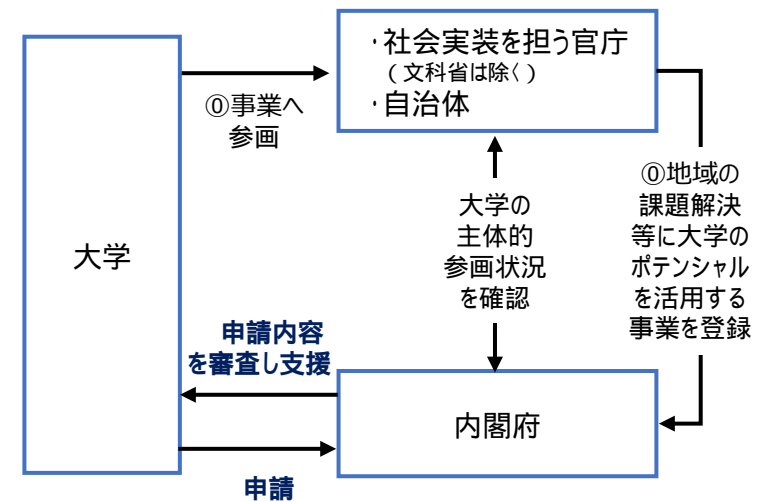 ・社会実装を担う官庁
（文科省は除く）
・自治体
⓪事業へ
参画
大学
大学の
主体的
参画状況
を確認
⓪地域の
課題解決
等に大学の
ポテンシャル
を活用する
事業を登録
申請内容
を審査し支援
内閣府
申請